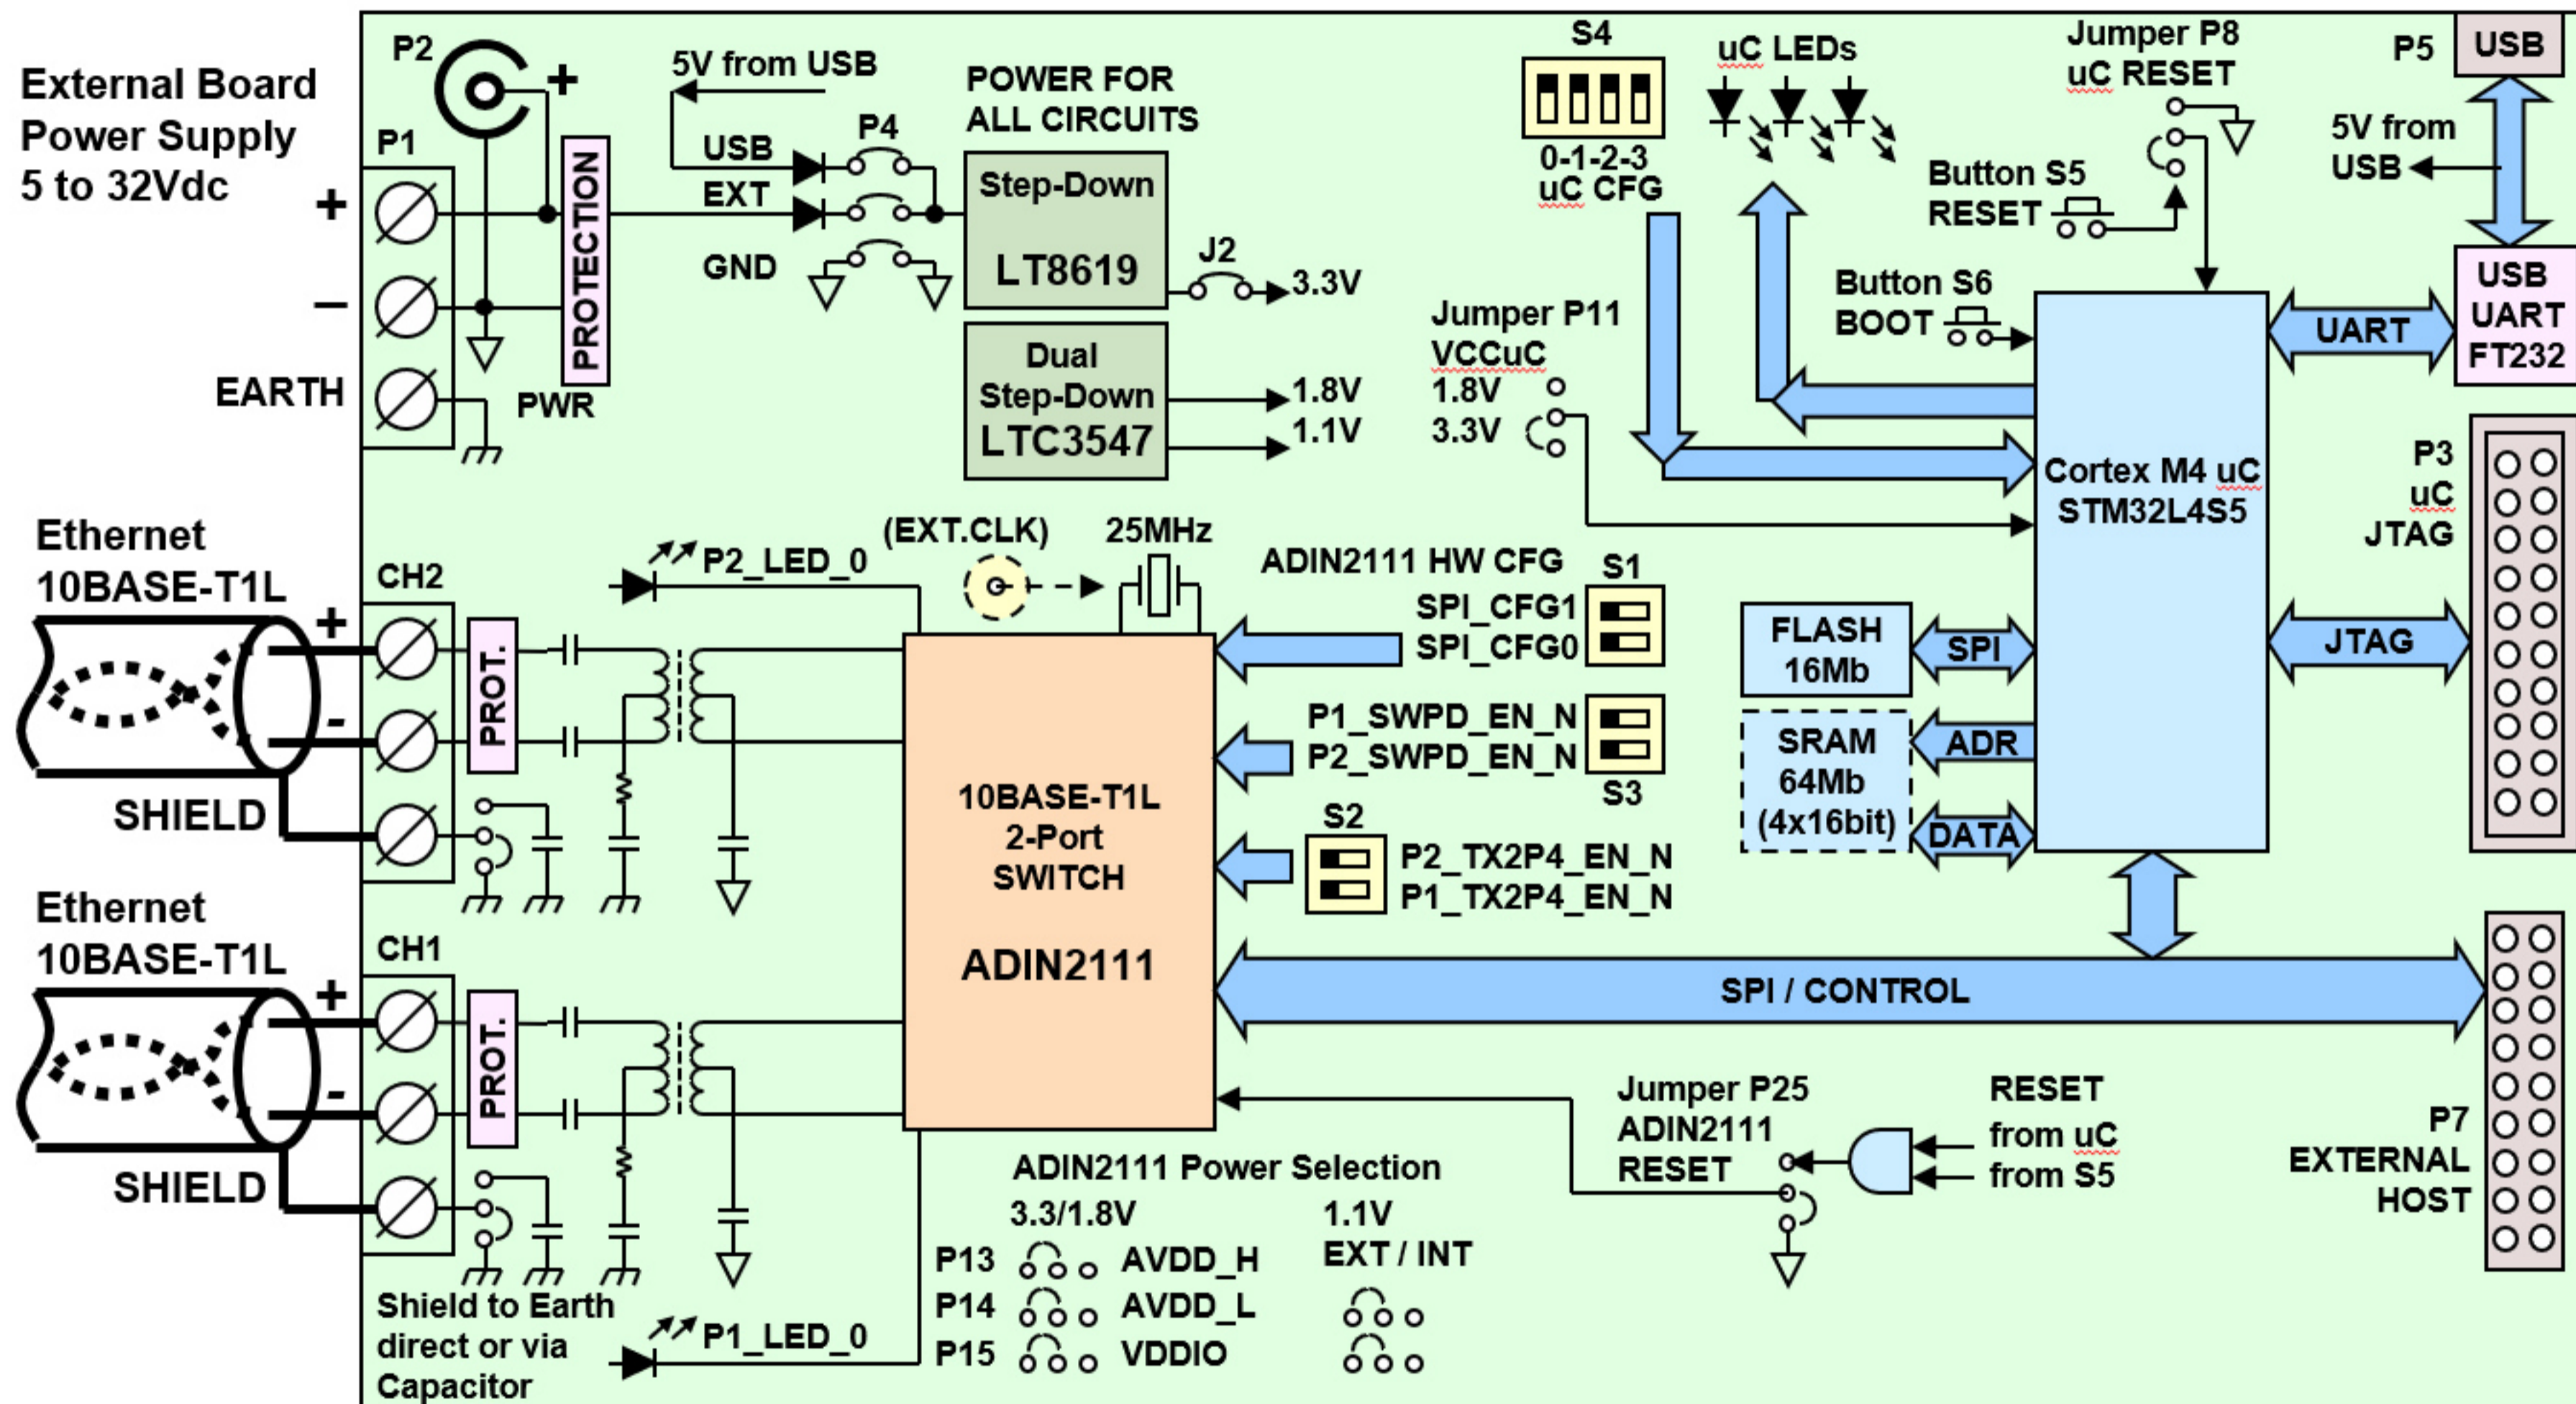 External Board
Power Supply
5 to 32Vdc
P2
+
P1
+
–
EARTH
PROTECTION
PWR
5V from USB
USB
EXT
GND
P4
POWER FOR
ALL CIRCUITS
Step-Down
LT8619
J2
3.3V
Dual
Step-Down
LTC3547
1.8V
1.1V
S4
0-1-2-3
uC CFG
uC LEDs
Jumper P8
uC RESET
Button S5
RESET
Button S6
BOOT
Jumper P11
VCCuC
1.8V
3.3V
P5
USB
5V from
USB
USB
UART
FT232
UART
Cortex M4 uC
STM32L4S5
P3
uC
JTAG
JTAG
FLASH
16Mb
SPI
SRAM
64Mb
(4x16bit)
ADR
DATA
Ethernet
10BASE-T1L
+
-
SHIELD
CH2
PROT.
P2_LED_0
(EXT.CLK)
25MHz
ADIN2111 HW CFG
S1
SPI_CFG1
SPI_CFG0
P1_SWPD_EN_N
P2_SWPD_EN_N
S3
S2
P2_TX2P4_EN_N
P1_TX2P4_EN_N
10BASE-T1L
2-Port
SWITCH
ADIN2111
SPI / CONTROL
Ethernet
10BASE-T1L
+
-
SHIELD
CH1
PROT.
Shield to Earth
direct or via
Capacitor
P1_LED_0
ADIN2111 Power Selection
3.3/1.8V
1.1V
EXT / INT
P13
AVDD_H
P14
AVDD_L
P15
VDDIO
Jumper P25
ADIN2111
RESET
RESET
from uC
from S5
P7
EXTERNAL
HOST